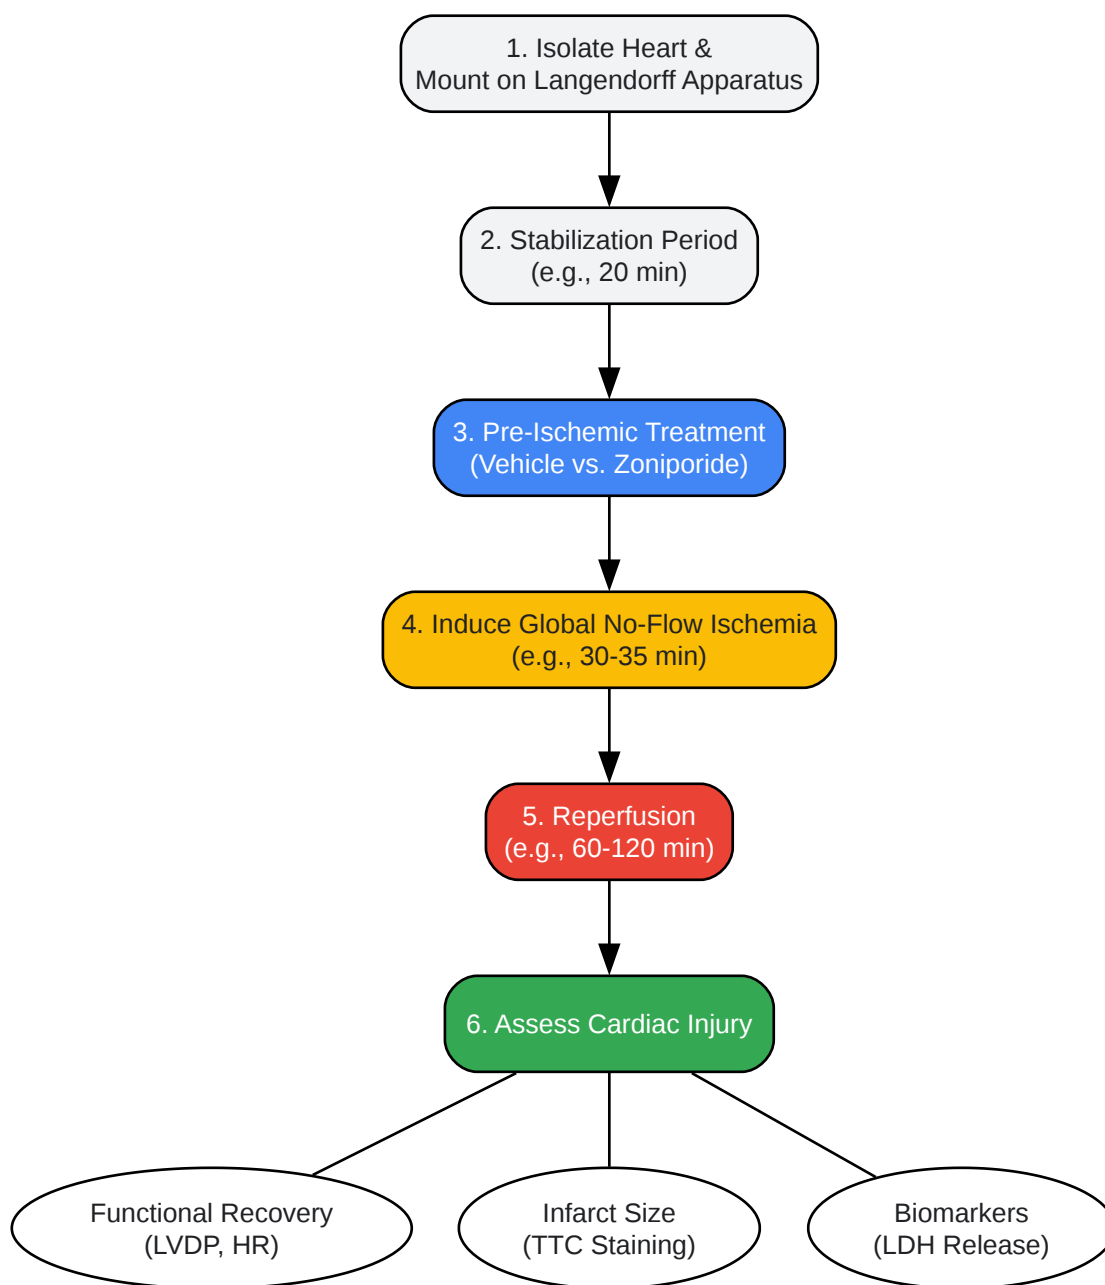 1. Isolate Heart &
Mount on Langendorff Apparatus
2. Stabilization Period
(e.g., 20 min)
3. Pre-Ischemic Treatment
(Vehicle vs. Zoniporide)
4. Induce Global No-Flow Ischemia
(e.g., 30-35 min)
5. Reperfusion
(e.g., 60-120 min)
6. Assess Cardiac Injury
Functional Recovery
(LVDP, HR)
Infarct Size
(TTC Staining)
Biomarkers
(LDH Release)